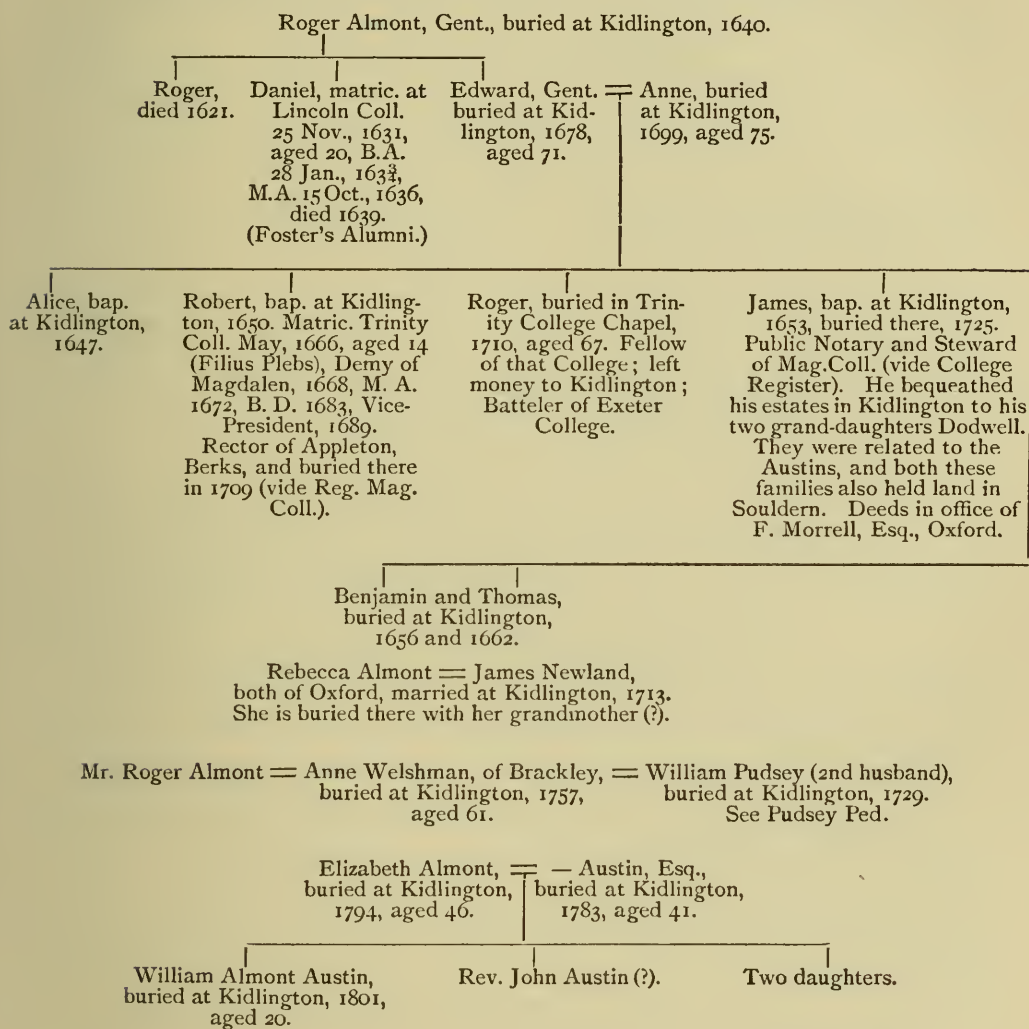 Roger Almont, Gent., buried at Kidlington, 1640.
Roger,
died 1621.
Daniel, matric. at
Lincoln Coll.
25 Nov., 1631,
aged 20, B.A.
28 Jan., 163¾,
M.A. 15 Oct., 1636,
died 1639.
(Foster's Alumni.)
Edward, Gent.
buried at Kid-
lington, 1678,
aged 71.
= Anne, buried
at Kidlington,
1699, aged 75.
Alice, bap.
at Kidlington,
1647.
Robert, bap. at Kidling-
ton, 1650. Matric. Trinity
Coll. May, 1666, aged 14
(Filius Plebs), Demy of
Magdalen, 1668, M. A.
1672, B. D. 1683, Vice-
President, 1689.
Rector of Appleton,
Berks, and buried there
in 1709 (vide Reg. Mag.
Coll.).
Roger, buried in Trin-
ity College Chapel,
1710, aged 67. Fellow
of that College; left
money to Kidlington;
Batteler of Exeter
College.
James, bap. at Kidlington,
1653, buried there, 1725.
Public Notary and Steward
of Mag.Coll. (vide College
Register). He bequeathed
his estates in Kidlington to his
two grand-daughters Dodwell.
They were related to the
Austins, and both these
families also held land in
Souldern. Deeds in office of
F. Morrell, Esq., Oxford.
Benjamin and Thomas,
buried at Kidlington,
1656 and 1662.
Rebecca Almont = James Newland,
both of Oxford, married at Kidlington, 1713.
She is buried there with her grandmother (?).
Mr. Roger Almont = Anne Welshman, of Brackley, = William Pudsey (2nd husband),
buried at Kidlington, 1757,
aged 61.
buried at Kidlington, 1729.
See Pudsey Ped.
Elizabeth Almont, = — Austin, Esq.,
buried at Kidlington,
1794, aged 46.
buried at Kidlington,
1783, aged 41.
William Almont Austin,
buried at Kidlington, 1801,
aged 20.
Rev. John Austin (?).
Two daughters.